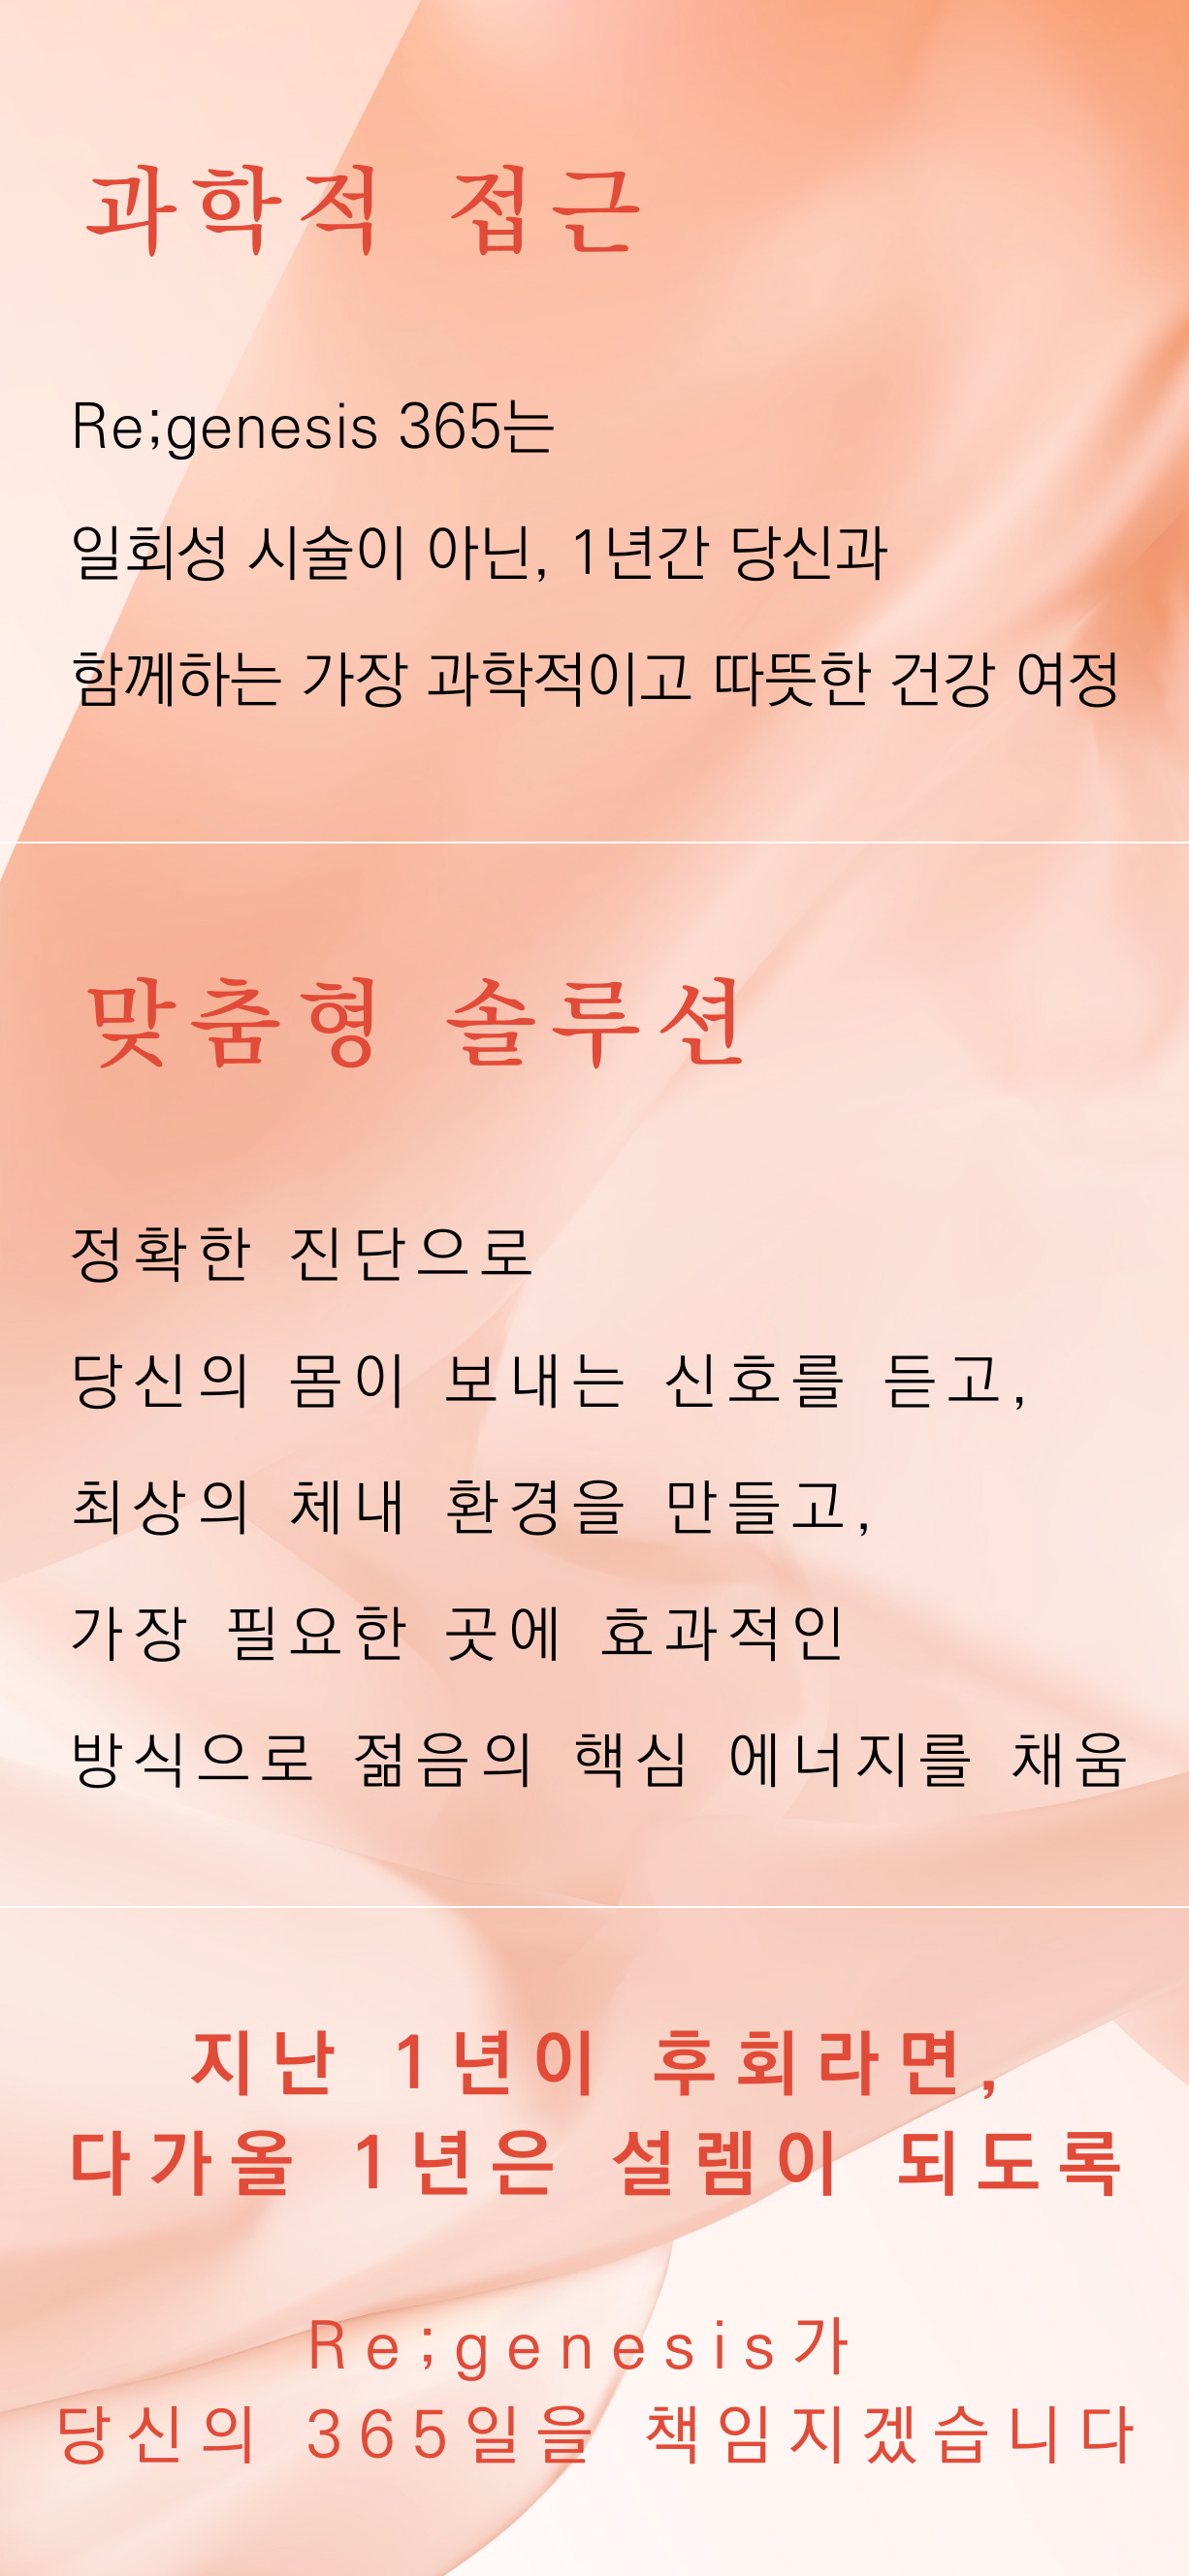 과학적 접근
Re;genesis 365는
일회성 시술이 아닌, 1년간 당신과
함께하는 가장 과학적이고 따뜻한 건강 여정
맞춤형 솔루션
정확한 진단으로
당신의 몸이 보내는 신호를 듣고,
최상의 체내 환경을 만들고,
가장 필요한 곳에 효과적인
방식으로 젊음의 핵심 에너지를 채움
지난 1년이 후회라면,
다가올 1년은 설렘이 되도록
Re;genesis가
당신의 365일을 책임지겠습니다